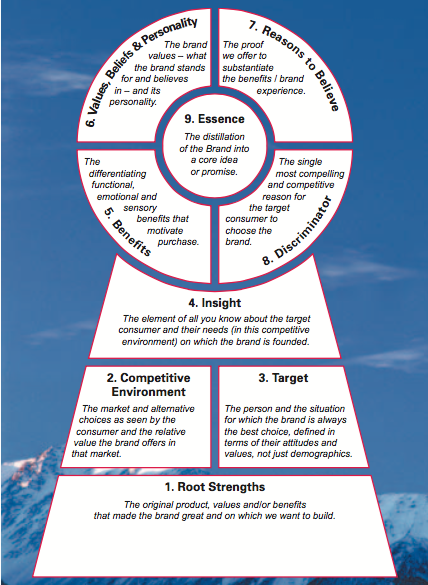 6. Values, Beliefs & Personality
The brand
values – what
the brand stands
for and believes
in – and its
personality.
7. Reasons to Believe
The proof
we offer to
substantiate
the benefits / brand
experience.
9. Essence
The distillation
of the Brand into
a core idea
or promise.
The
differentiating
functional,
emotional and
sensory
benefits that
motivate
purchase.
5. Benefits
The single
most compelling
and competitive
reason for
the target
consumer to
choose the
brand.
8. Discriminator
4. Insight
The element of all you know about the target
consumer and their needs (in this competitive
environment) on which the brand is founded.
2. Competitive
Environment
The market and alternative
choices as seen by the
consumer and the relative
value the brand offers in
that market.
3. Target
The person and the situation
for which the brand is always
the best choice, defined in
terms of their attitudes and
values, not just demographics.
1. Root Strengths
The original product, values and/or benefits
that made the brand great and on which we want to build.